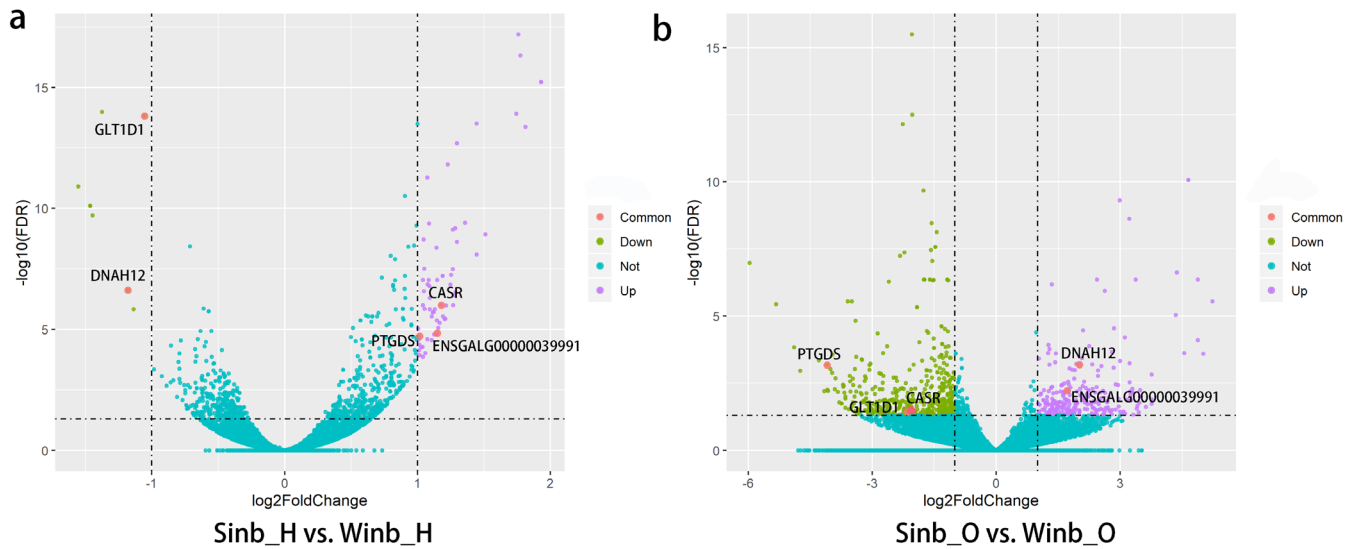 a
-log10(FDR)
15
10
5
0
GLT1D1
DNAH12
CASR
PTGDS
ENSGALG00000039991
-1
0
1
2
log2FoldChange
Sinb_H vs. Winb_H
Common
Down
Not
Up
b
-log10(FDR)
15
10
5
0
PTGDS
DNAH12
GLT1D1
CASR
ENSGALG00000039991
-6
-3
0
3
log2FoldChange
Sinb_O vs. Winb_O
Common
Down
Not
Up